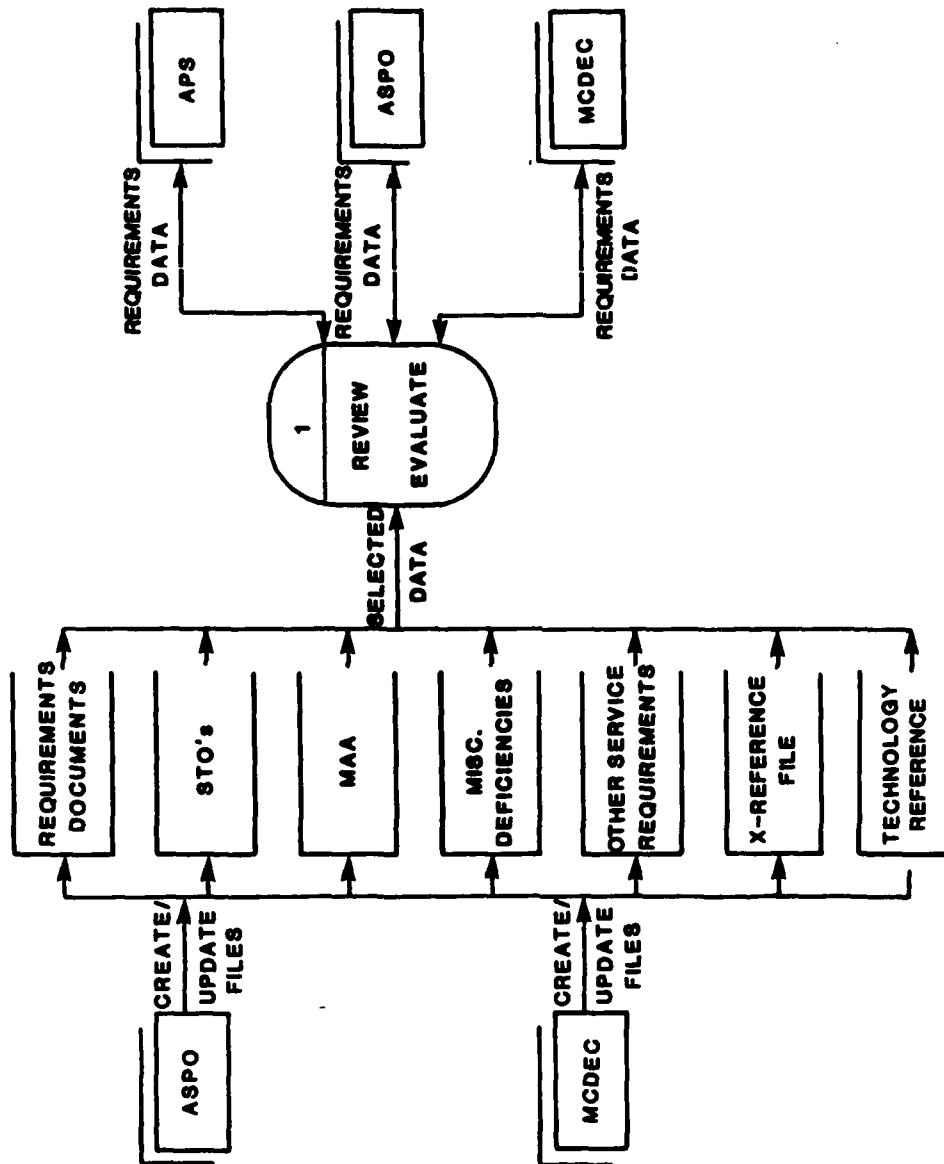 ASPO
CREATE/
UPDATE
FILES
MCDEC
CREATE/
UPDATE
FILES
REQUIREMENTS
DOCUMENTS
STO's
MAA
MISC.
DEFICIENCIES
OTHER SERVICE
REQUIREMENTS
X-REFERENCE
FILE
TECHNOLOGY
REFERENCE
SELECTED
DATA
1
REVIEW
EVALUATE
REQUIREMENTS
DATA
REQUIREMENTS
DATA
REQUIREMENTS
DATA
APS
ASPO
MCDEC